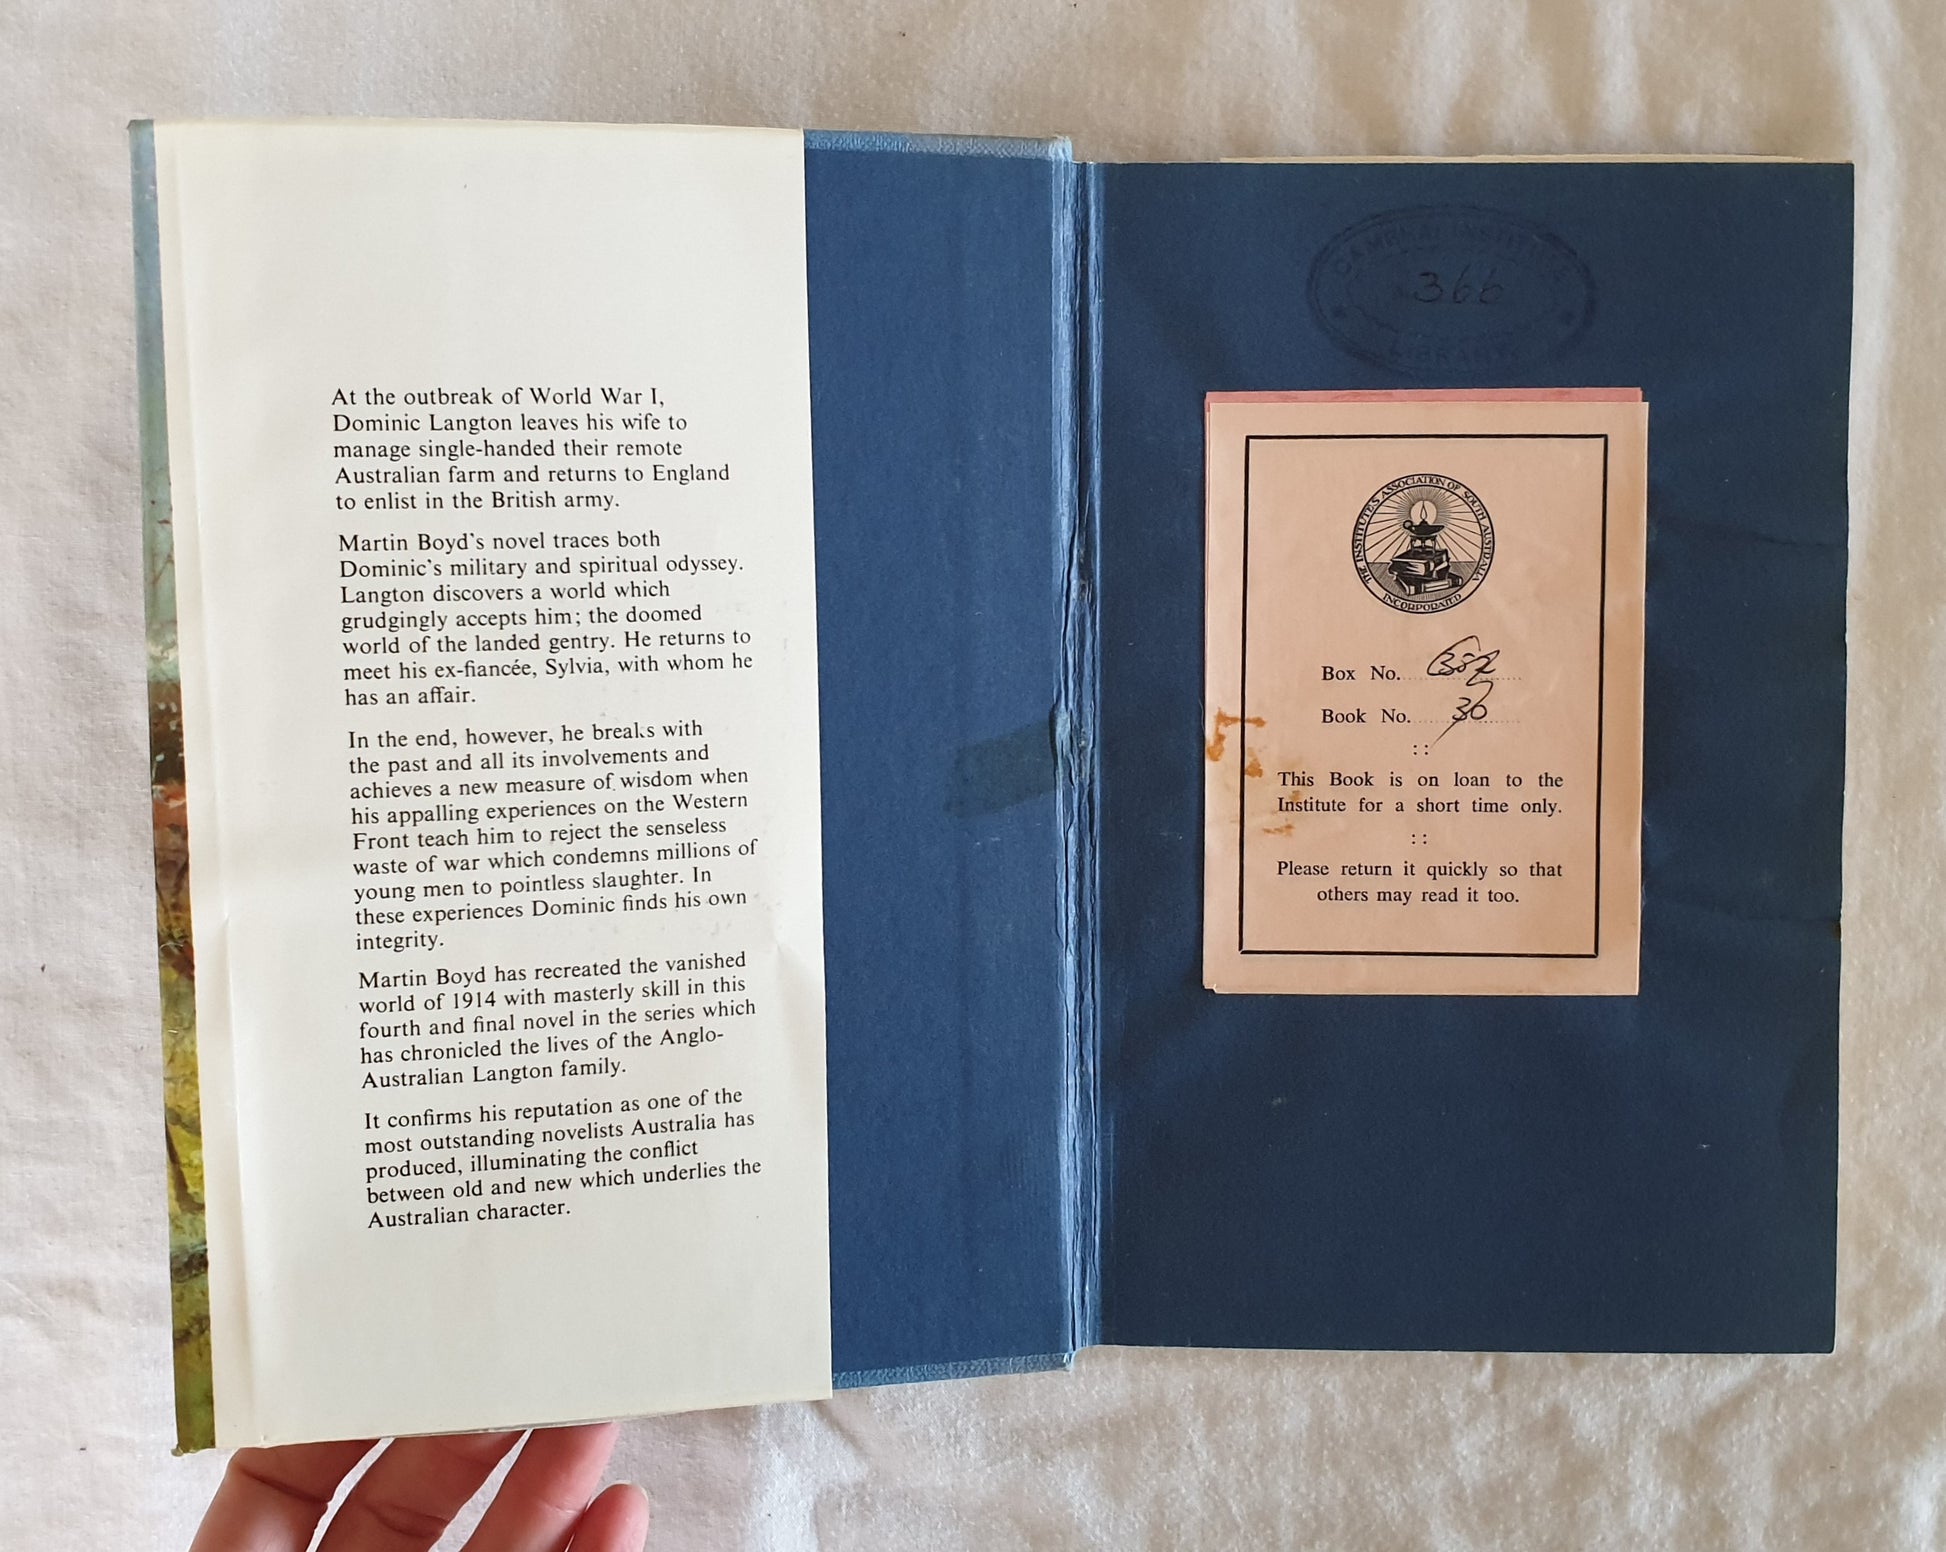 At the outbreak of World War I,
Dominic Langton leaves his wife to
manage single-handed their remote
Australian farm and returns to England
to enlist in the British army.
Martin Boyd's novel traces both
Dominic's military and spiritual odyssey.
Langton discovers a world which
grudgingly accepts him; the doomed
world of the landed gentry. He returns to
meet his ex-fiancée, Sylvia, with whom he
has an affair.
In the end, however, he breaks with
the past and all its involvements and
achieves a new measure of wisdom when
his appalling experiences on the Western
Front teach him to reject the senseless
waste of war which condemns millions of
young men to pointless slaughter. In
these experiences Dominic finds his own
integrity.
Martin Boyd has recreated the vanished
world of 1914 with masterly skill in this
fourth and final novel in the series which
has chronicled the lives of the Anglo-
Australian Langton family.
It confirms his reputation as one of the
most outstanding novelists Australia has
produced, illuminating the conflict
between old and new which underlies the
Australian character.
INSTITUTE
366
LIBRARY
THE INSTITUTES ASSOCIATION OF SOUTH AUSTRALIA
INCORPORATED
Box No.
Book No. 36
::
This Book is on loan to the
Institute for a short time only.
::
Please return it quickly so that
others may read it too.